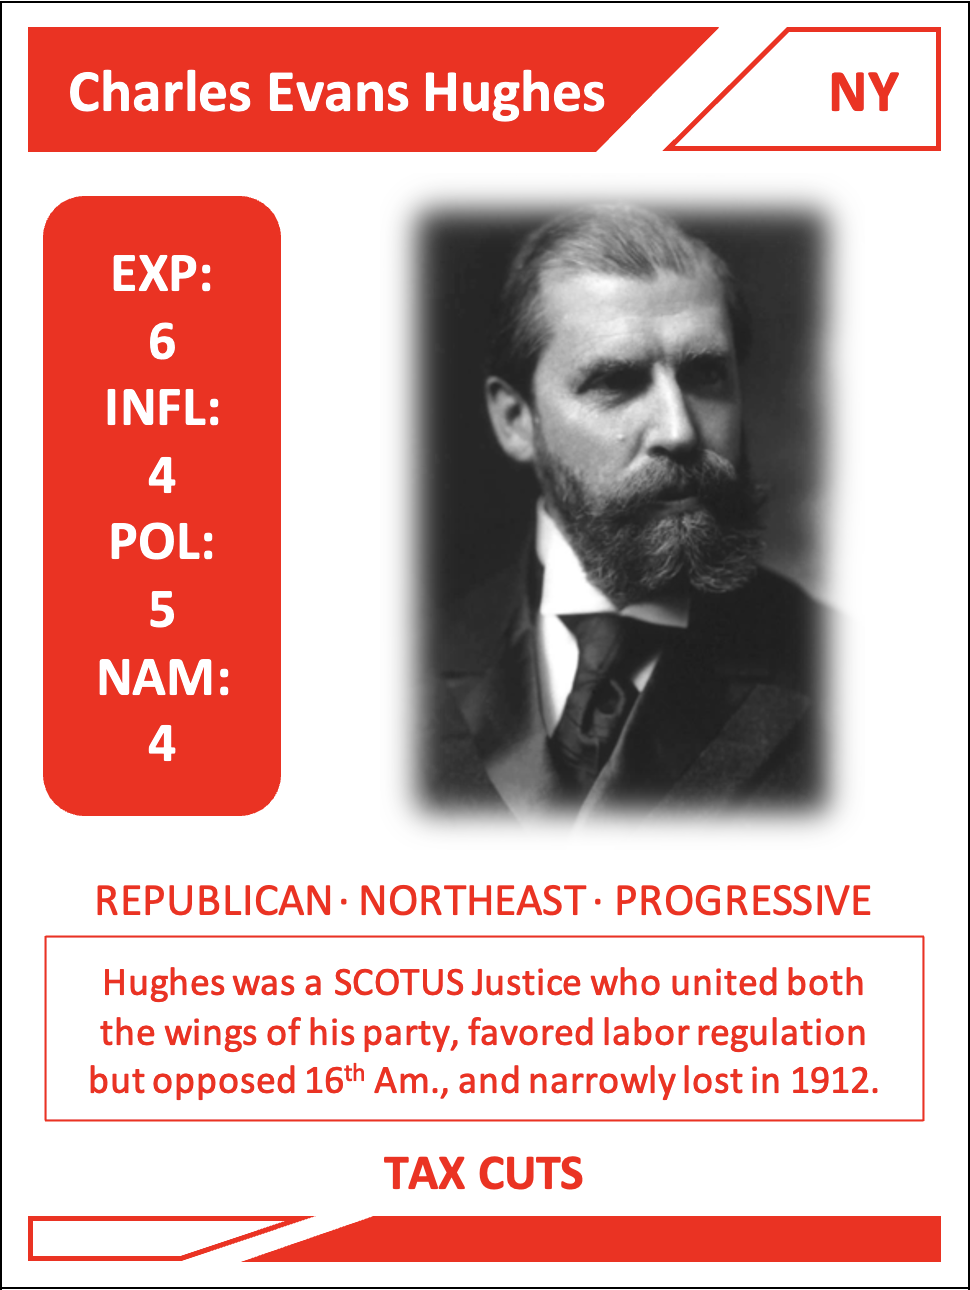 Charles Evans Hughes
NY
EXP:
6
INFL:
4
POL:
5
NAM:
4
REPUBLICAN · NORTHEAST · PROGRESSIVE
Hughes was a SCOTUS Justice who united both
the wings of his party, favored labor regulation
but opposed 16th Am., and narrowly lost in 1912.
TAX CUTS